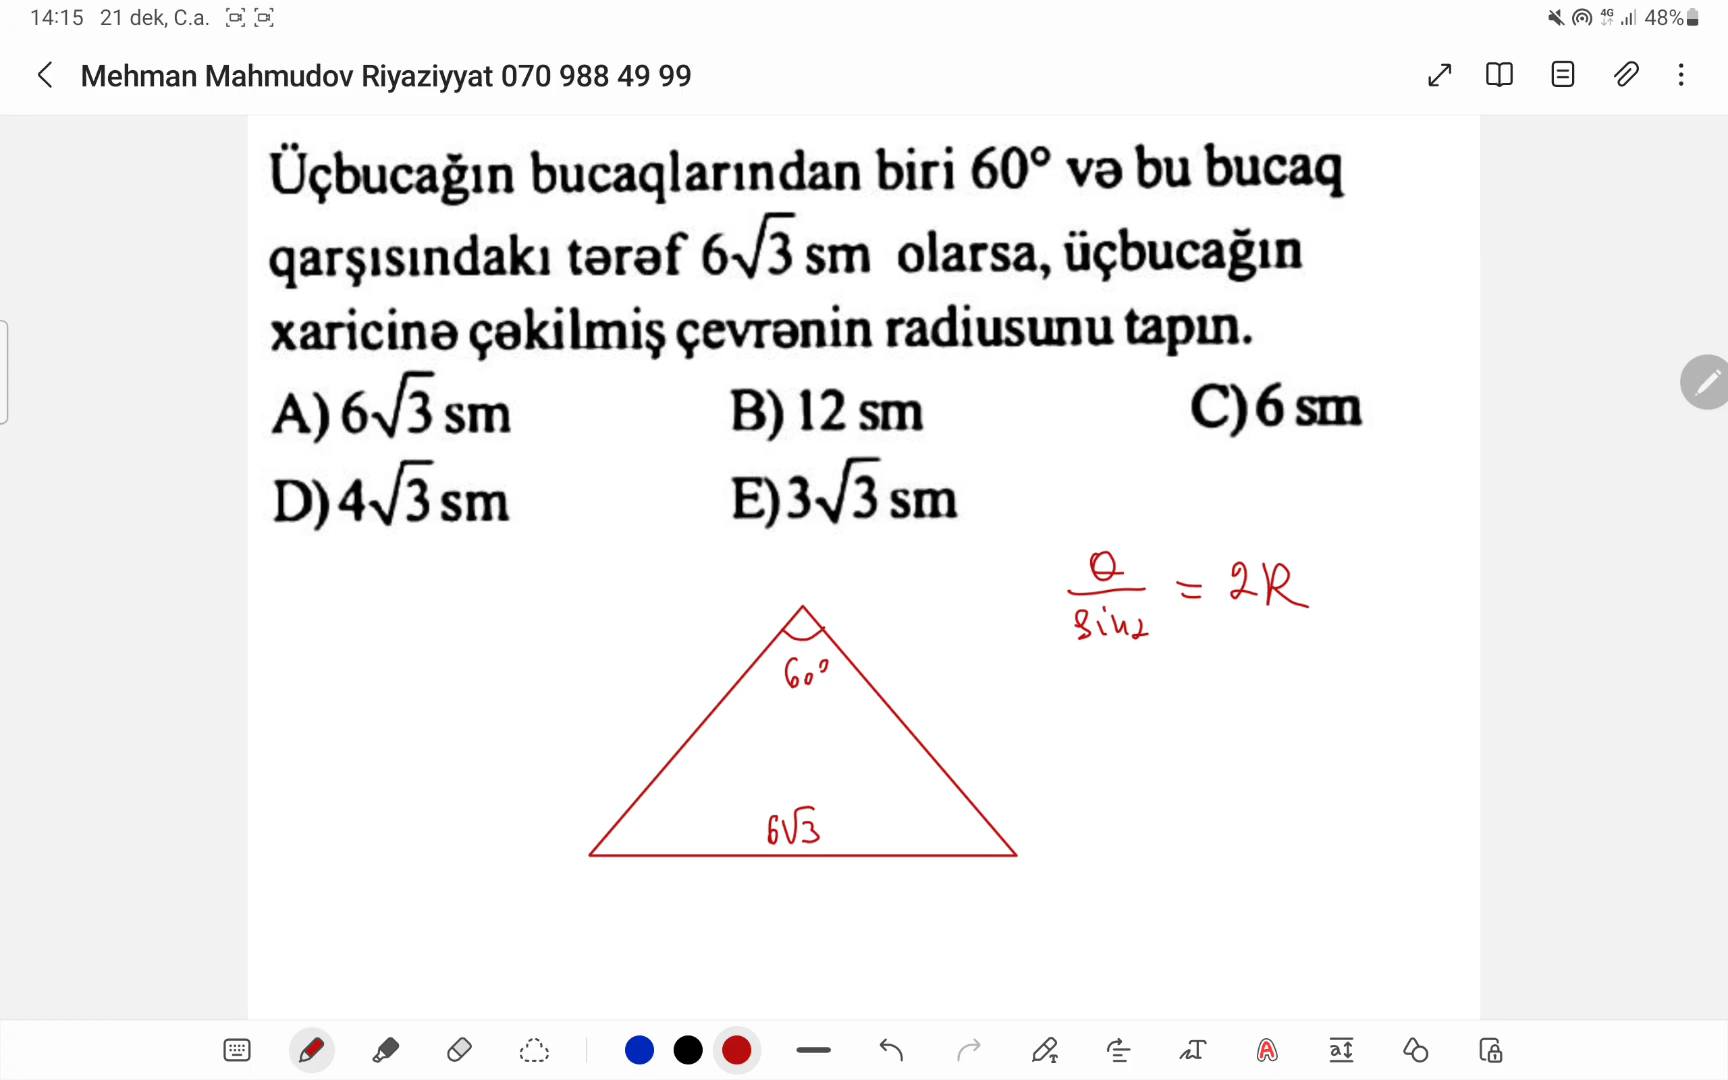 14:15 21 dek, C.a. 4G 48%
Mehman Mahmudov Riyaziyyat 070 988 49 99
Üçbucağın bucaqlarından biri 60° və bu bucaq
qarşısındakı tərəf 6√3 sm olarsa, üçbucağın
xaricinə çəkilmiş çevrənin radiusunu tapın.
A) 6√3 sm B) 12 sm C) 6 sm
D) 4√3 sm E) 3√3 sm
a/sinα = 2R
60°
6√3